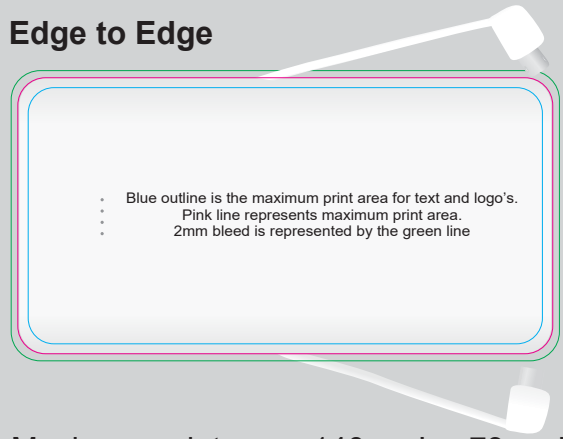 Edge to Edge
Blue outline is the maximum print area for text and logo's.
Pink line represents maximum print area.
2mm bleed is represented by the green line